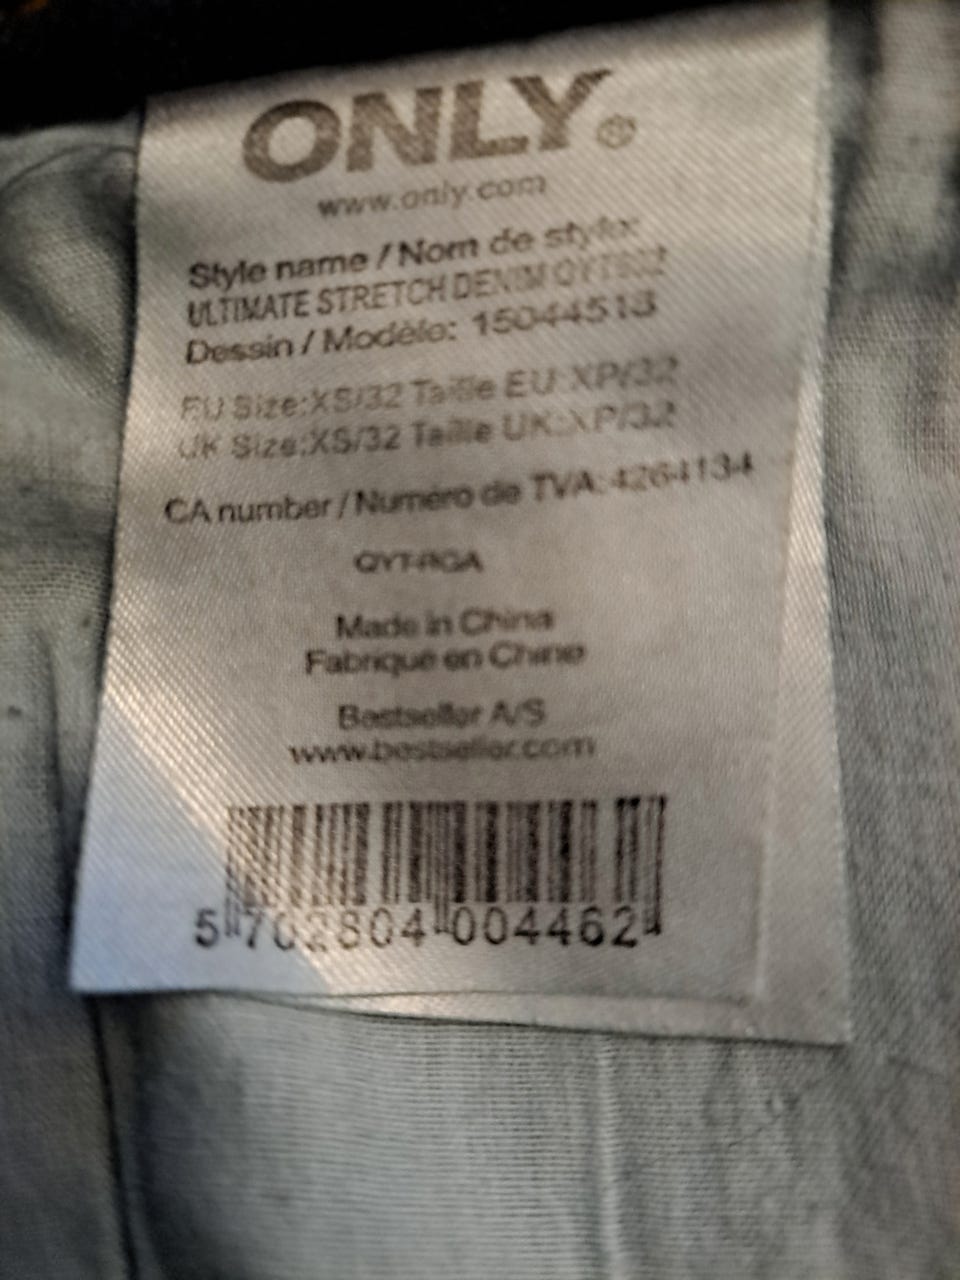 ONLY®
www.only.com
Style name / Nom de style:
ULTIMATE STRETCH DENIM
Dessin / Modèle: 15044513
EU Size:XS/32 Taille EU:XP/32
UK Size:XS/32 Taille UK:XP/32
CA number / Numéro de TVA: 4264134
Made in China
Fabriqué en Chine
Bestseller A/S
www.bestseller.com
5 702804 004462